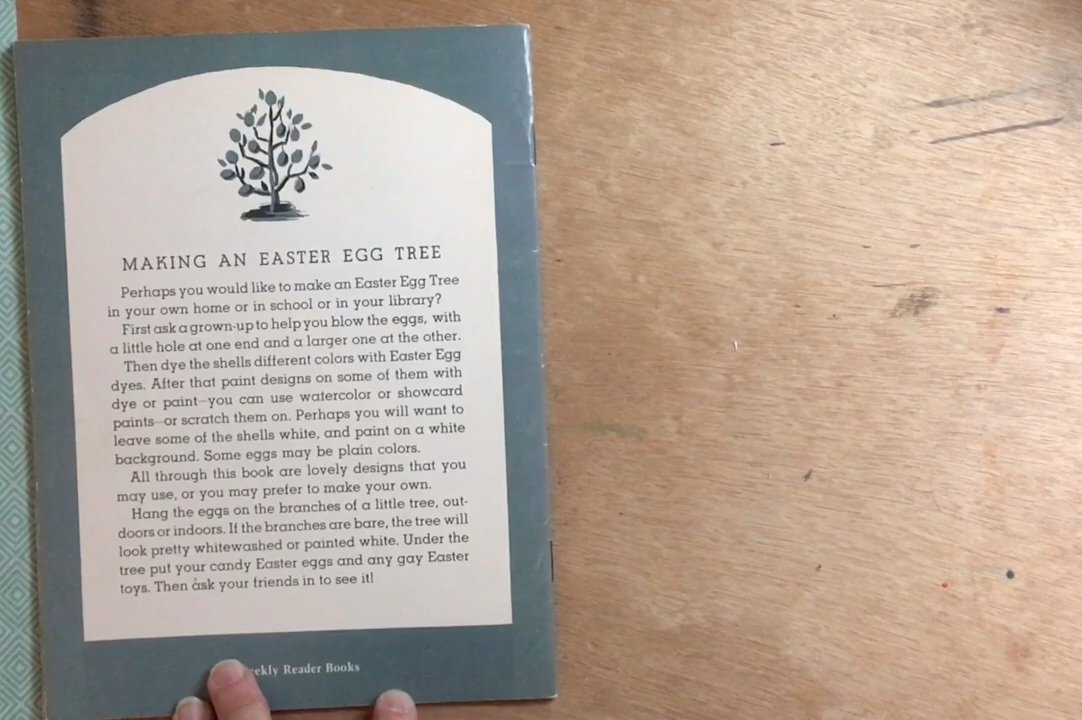 MAKING AN EASTER EGG TREE
Perhaps you would like to make an Easter Egg Tree
in your own home or in school or in your library?
First ask a grown-up to help you blow the eggs, with
a little hole at one end and a larger one at the other.
Then dye the shells different colors with Easter Egg
dyes. After that paint designs on some of them with
dye or paint—you can use watercolor or showcard
paints—or scratch them on. Perhaps you will want to
leave some of the shells white, and paint on a white
background. Some eggs may be plain colors.
All through this book are lovely designs that you
may use, or you may prefer to make your own.
Hang the eggs on the branches of a little tree, out-
doors or indoors. If the branches are bare, the tree will
look pretty whitewashed or painted white. Under the
tree put your candy Easter eggs and any gay Easter
toys. Then ask your friends in to see it!
Reader Books